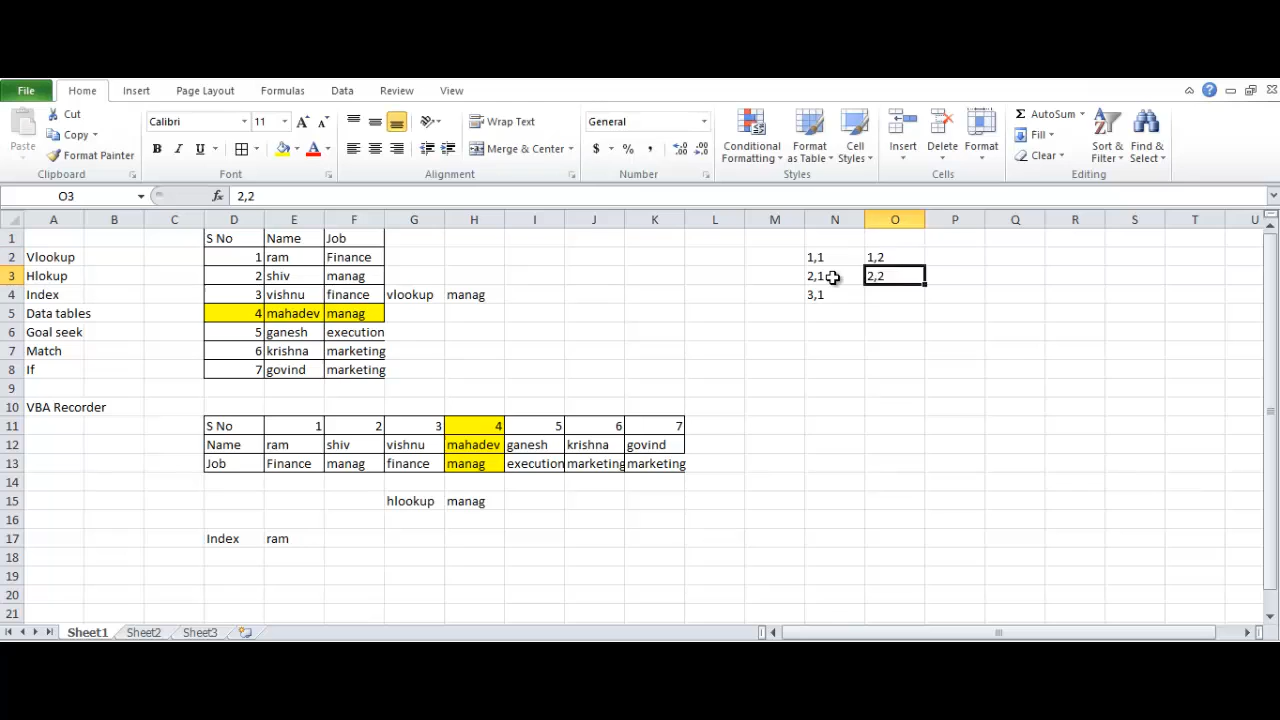 File Home Insert Page Layout Formulas Data Review View
Cut
Copy
Format Painter
Paste
Clipboard
Calibri 11
Font
Wrap Text
Merge & Center
Alignment
General
Number
Conditional Formatting
Format as Table
Cell Styles
Styles
Insert Delete Format
Cells
AutoSum
Fill
Clear
Sort & Filter
Find & Select
Editing
O3 fx 2,2
A B C D E F G H I J K L M N O P Q R S T U
1 S No Name Job
2 Vlookup 1 ram Finance 1,1 1,2
3 Hlokup 2 shiv manag 2,1 2,2
4 Index 3 vishnu finance vlookup manag 3,1
5 Data tables 4 mahadev manag
6 Goal seek 5 ganesh execution
7 Match 6 krishna marketing
8 If 7 govind marketing
9
10 VBA Recorder
11 S No 1 2 3 4 5 6 7
12 Name ram shiv vishnu mahadev ganesh krishna govind
13 Job Finance manag finance manag execution marketing marketing
14
15 hlookup manag
16
17 Index ram
18
19
20
21
Sheet1 Sheet2 Sheet3